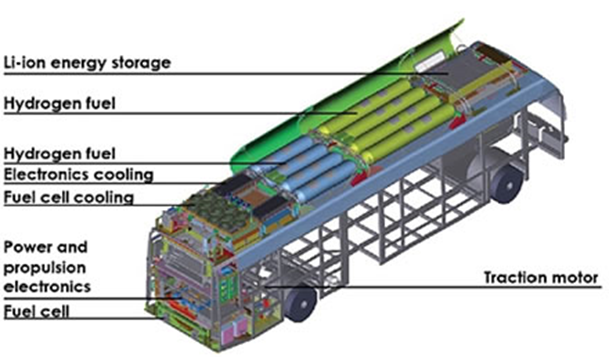 Li-ion energy storage
Hydrogen fuel
Hydrogen fuel
Electronics cooling
Fuel cell cooling
Power and
propulsion
electronics
Fuel cell
Traction motor